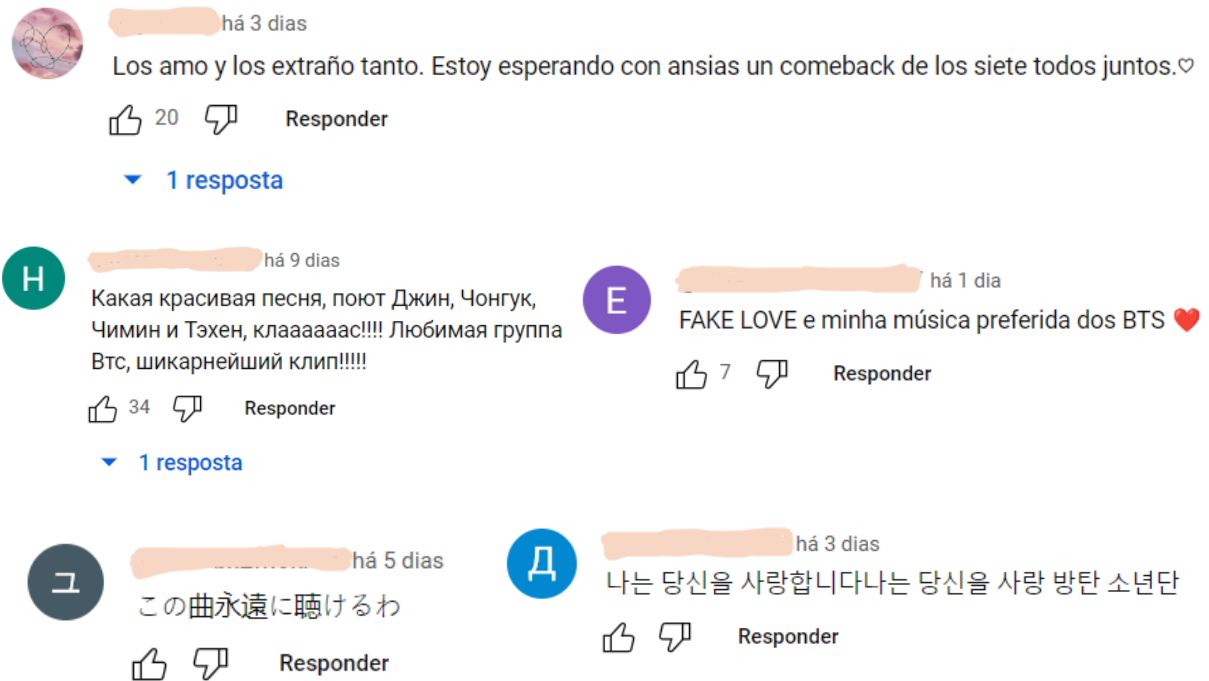 há 3 dias
Los amo y los extraño tanto. Estoy esperando con ansias un comeback de los siete todos juntos.♡
20 Responder
1 resposta
H
há 9 dias
Какая красивая песня, поют Джин, Чонгук,
Чимин и Тэхен, клаааааас!!!! Любимая группа
Втс, шикарнейший клип!!!!!
34 Responder
1 resposta
E
há 1 dia
FAKE LOVE e minha música preferida dos BTS ❤️
7 Responder
ユ
há 5 dias
この曲永遠に聴けるわ
Responder
Д
há 3 dias
나는 당신을 사랑합니다나는 당신을 사랑 방탄 소년단
Responder